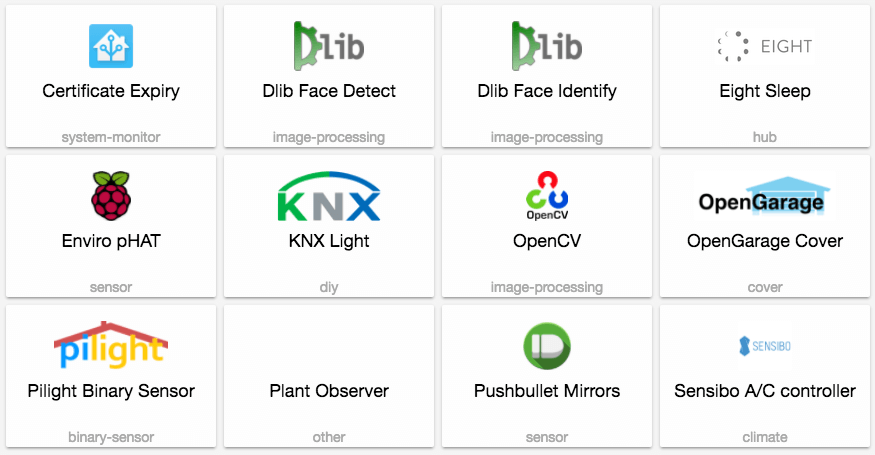 Dlib
Dlib
EIGHT
Certificate Expiry
Dlib Face Detect
Dlib Face Identify
Eight Sleep
system-monitor
image-processing
image-processing
hub
KNX
OpenCV
OpenGarage
Enviro pHAT
KNX Light
OpenCV
OpenGarage Cover
sensor
diy
image-processing
cover
pilight
SENSIBO
Pilight Binary Sensor
Plant Observer
Pushbullet Mirrors
Sensibo A/C controller
binary-sensor
other
sensor
climate